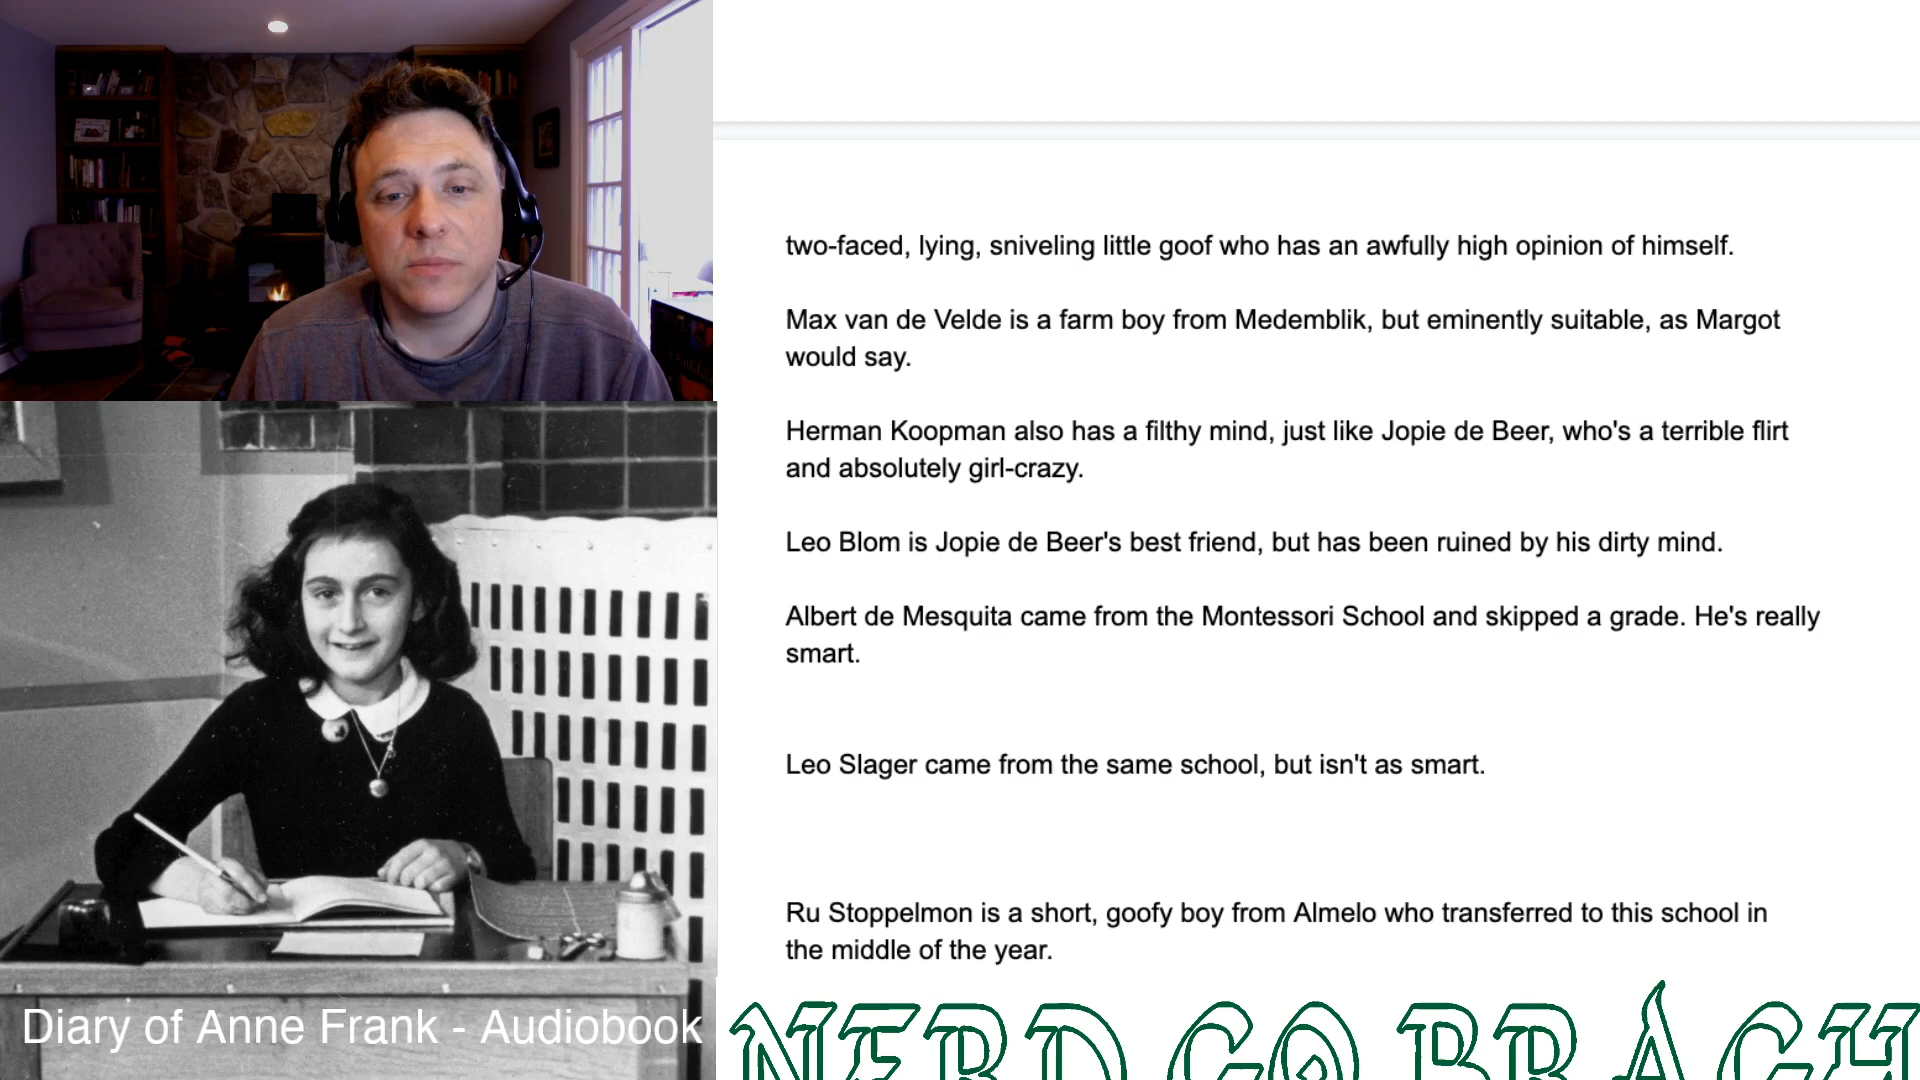 two-faced, lying, sniveling little goof who has an awfully high opinion of himself.
Max van de Velde is a farm boy from Medemblik, but eminently suitable, as Margot
would say.
Herman Koopman also has a filthy mind, just like Jopie de Beer, who's a terrible flirt
and absolutely girl-crazy.
Leo Blom is Jopie de Beer's best friend, but has been ruined by his dirty mind.
Albert de Mesquita came from the Montessori School and skipped a grade. He's really
smart.
Leo Slager came from the same school, but isn't as smart.
Ru Stoppelmon is a short, goofy boy from Almelo who transferred to this school in
the middle of the year.
Diary of Anne Frank - Audiobook
NERD GO BRAGH